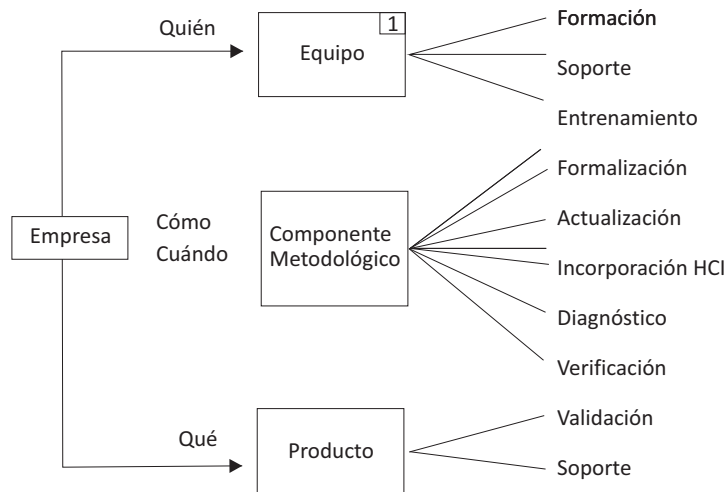 Quién
1
Equipo
Formación
Soporte
Entrenamiento
Empresa
Cómo
Cuándo
Componente
Metodológico
Formalización
Actualización
Incorporación HCI
Diagnóstico
Verificación
Qué
Producto
Validación
Soporte